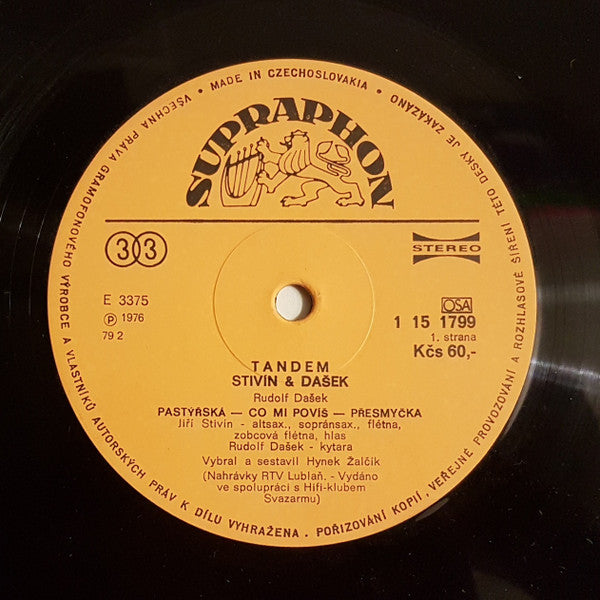 • MADE IN CZECHOSLOVAKIA •
VŠECHNA PRÁVA GRAMOFONOVÉHO VÝROBCE A VLASTNÍKŮ AUTORSKÝCH PRÁV K DÍLU VYHRAŽENA . POŘIZOVÁNÍ KOPIÍ, VEŘEJNÉ PROVOZOVÁNÍ A ROZHLASOVÉ ŠÍŘENÍ TÉTO DESKY JE ZAKÁZÁNO
SUPRAPHON
33
STEREO
E 3375
Ⓟ 1976
79 2
OSA
1 15 1799
1. strana
Kčs 60,-
TANDEM
STIVÍN & DAŠEK
Rudolf Dašek
PASTÝŘSKÁ — CO MI POVÍŠ — PŘESMYČKA
Jiří Stivín - altsax., sopránsax., flétna,
zobcová flétna, hlas
Rudolf Dašek - kytara
Vybral a sestavil Hynek Žalčík
(Nahrávky RTV Lublaň. - Vydáno
ve spolupráci s Hifi-klubem
Svazarmu)